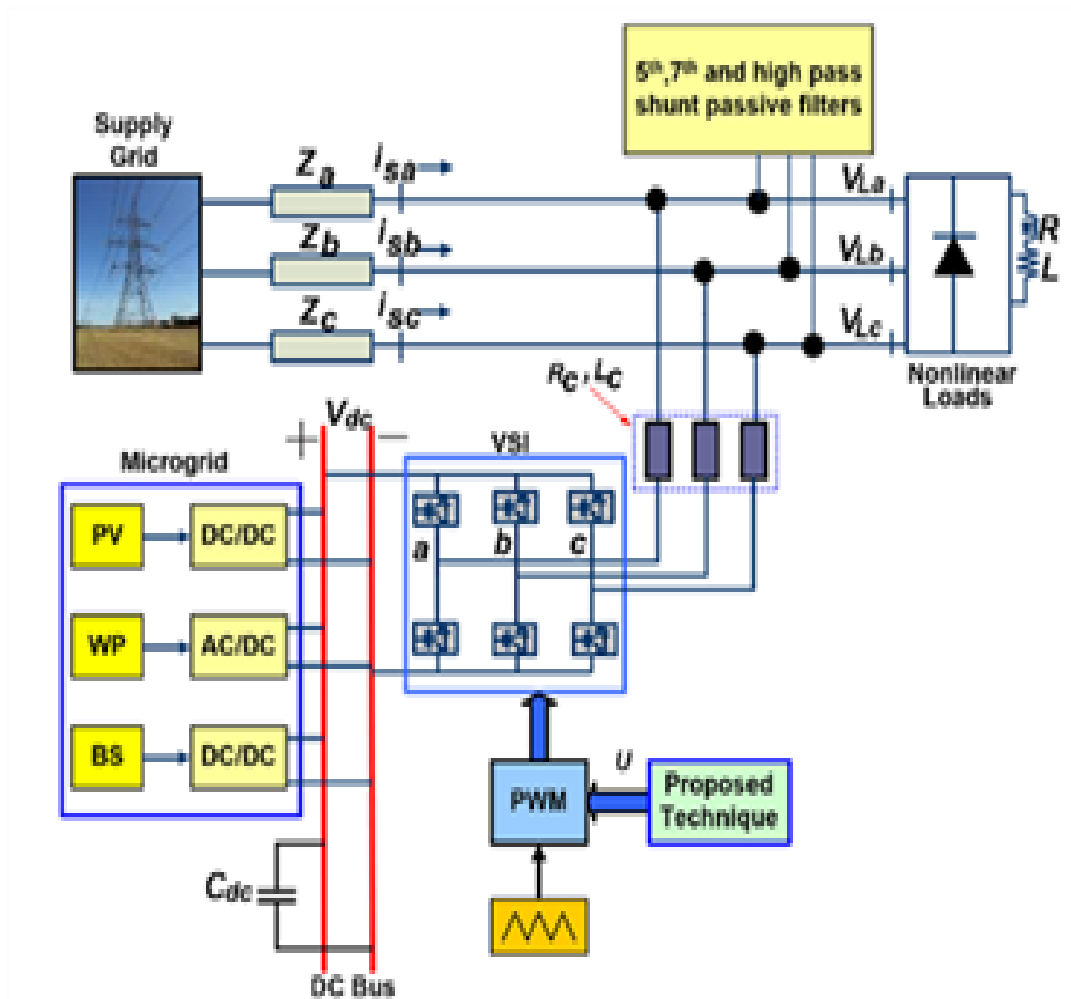 5th,7th and high pass
shunt passive filters
Supply
Grid
Za
isa
VLa
Zb
isb
VLb
R
L
Zc
isc
VLc
Nonlinear
Loads
RC , LC
+
Vdc
−
VSI
Microgrid
PV
DC/DC
a
b
c
WP
AC/DC
BS
DC/DC
U
PWM
Proposed
Technique
Cdc
DC Bus